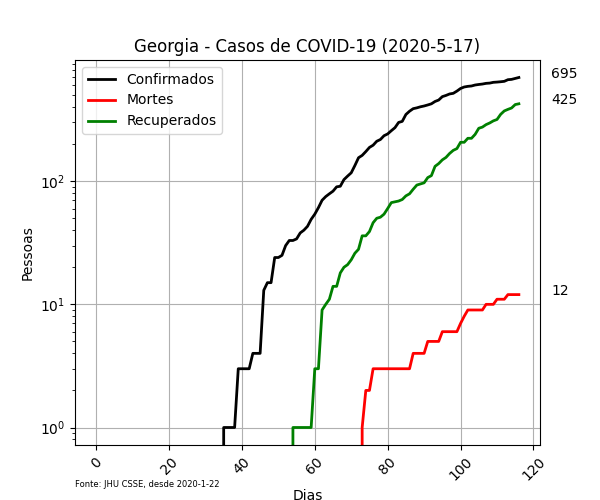 Georgia - Casos de COVID-19 (2020-5-17)
Confirmados
Mortes
Recuperados
695
425
12
Pessoas
10²
10¹
10⁰
0 20 40 60 80 100 120
Fonte: JHU CSSE, desde 2020-1-22
Dias